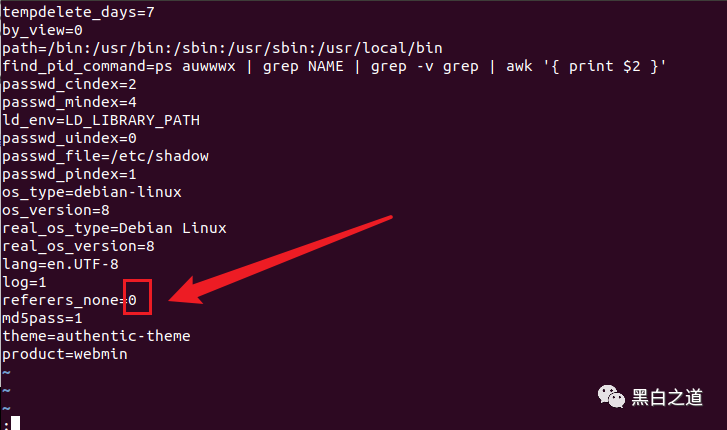 tempdelete_days=7
by_view=0
path=/bin:/usr/bin:/sbin:/usr/sbin:/usr/local/bin
find_pid_command=ps auwwwx | grep NAME | grep -v grep | awk '{ print $2 }'
passwd_cindex=2
passwd_mindex=4
ld_env=LD_LIBRARY_PATH
passwd_uindex=0
passwd_file=/etc/shadow
passwd_pindex=1
os_type=debian-linux
os_version=8
real_os_type=Debian Linux
real_os_version=8
lang=en.UTF-8
log=1
referers_none=0
md5pass=1
theme=authentic-theme
product=webmin
~
~
~
黑白之道
: